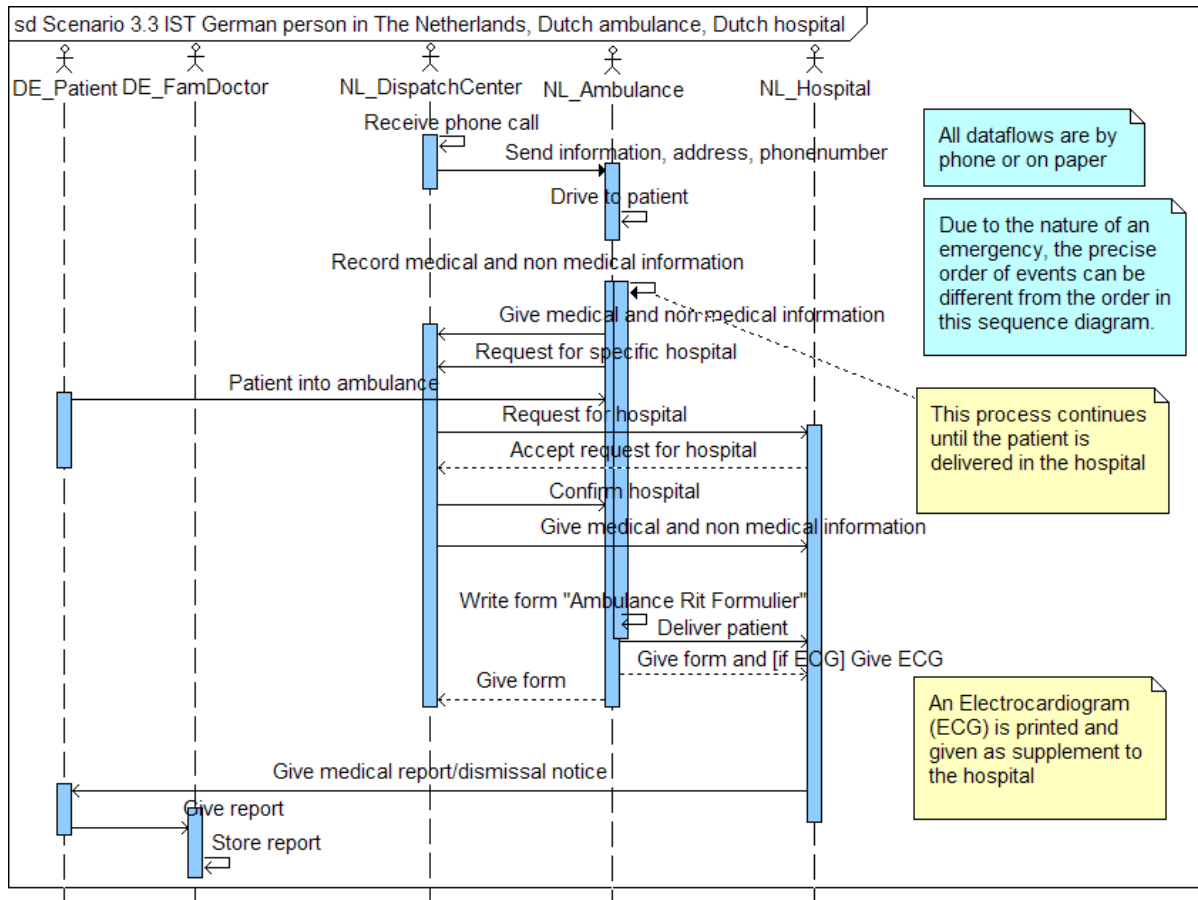 sd Scenario 3.3 IST German person in The Netherlands, Dutch ambulance, Dutch hospital
DE_Patient
DE_FamDoctor
NL_DispatchCenter
NL_Ambulance
NL_Hospital
Receive phone call
Send information, address, phonenumber
Drive to patient
Record medical and non medical information
Give medical and non medical information
Request for specific hospital
Patient into ambulance
Request for hospital
Accept request for hospital
Confirm hospital
Give medical and non medical information
Write form "Ambulance Rit Formulier"
Deliver patient
Give form and [if ECG] Give ECG
Give form
Give medical report/dismissal notice
Give report
Store report
All dataflows are by
phone or on paper
Due to the nature of an
emergency, the precise
order of events can be
different from the order in
this sequence diagram.
This process continues
until the patient is
delivered in the hospital
An Electrocardiogram
(ECG) is printed and
given as supplement to
the hospital